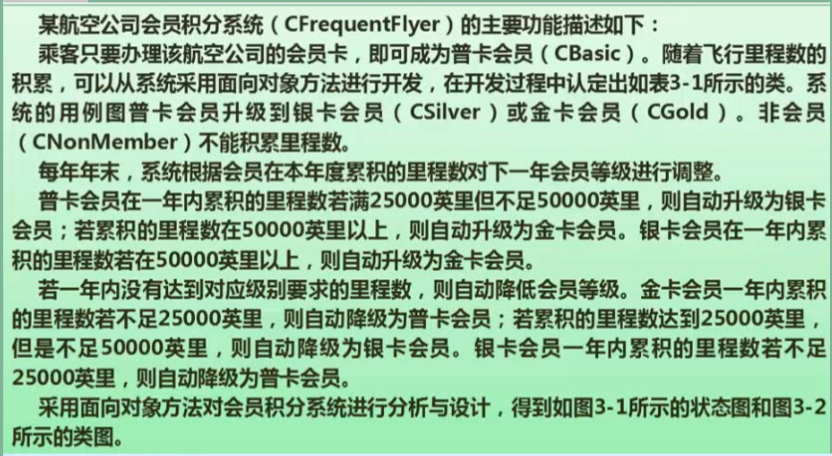 某航空公司会员积分系统（CFrequentFlyer）的主要功能描述如下：
乘客只要办理该航空公司的会员卡，即可成为普卡会员（CBasic）。随着飞行里程数的
积累，可以从系统采用面向对象方法进行开发，在开发过程中认定出如表3-1所示的类。系
统的用例图普卡会员升级到银卡会员（CSilver）或金卡会员（CGold）。非会员
（CNonMember）不能积累里程数。
每年年末，系统根据会员在本年度累积的里程数对下一年会员等级进行调整。
普卡会员在一年内累积的里程数若满25000英里但不足50000英里，则自动升级为银卡
会员；若累积的里程数在50000英里以上，则自动升级为金卡会员。银卡会员在一年内累
积的里程数若在50000英里以上，则自动升级为金卡会员。
若一年内没有达到对应级别要求的里程数，则自动降低会员等级。金卡会员一年内累积
的里程数若不足25000英里，则自动降级为普卡会员；若累积的里程数达到25000英里，
但是不足50000英里，则自动降级为银卡会员。银卡会员一年内累积的里程数若不足
25000英里，则自动降级为普卡会员。
采用面向对象方法对会员积分系统进行分析与设计，得到如图3-1所示的状态图和图3-2
所示的类图。